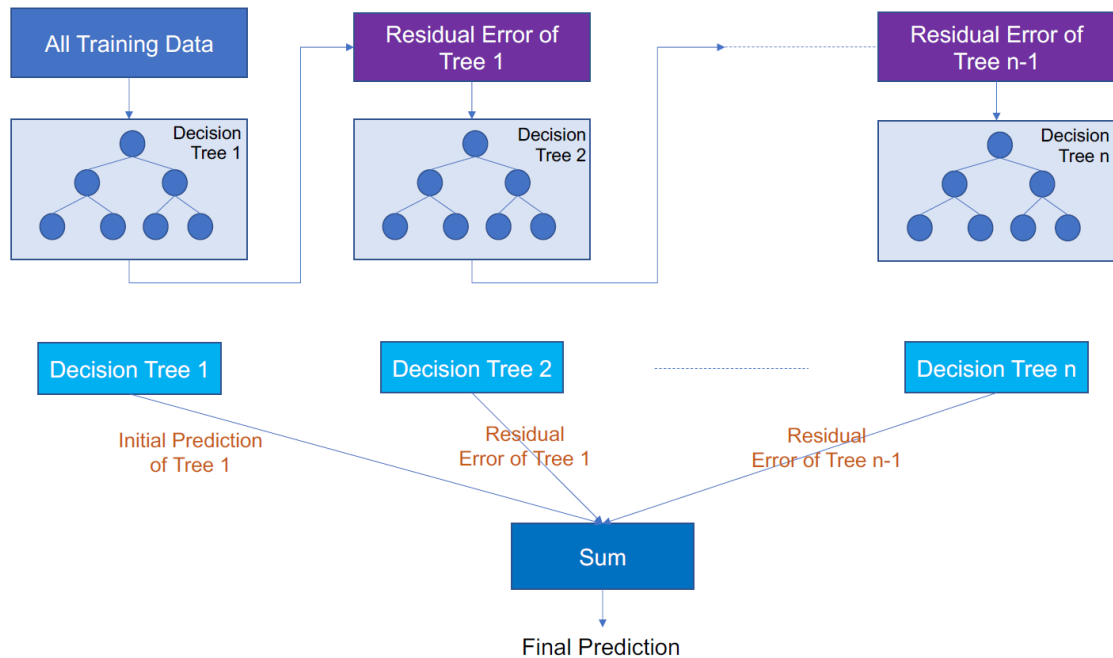 All Training Data
Residual Error of
Tree 1
Residual Error of
Tree n-1
Decision
Tree 1
Decision
Tree 2
Decision
Tree n
Decision Tree 1
Decision Tree 2
Decision Tree n
Initial Prediction
of Tree 1
Residual
Error of Tree 1
Residual
Error of Tree n-1
Sum
Final Prediction